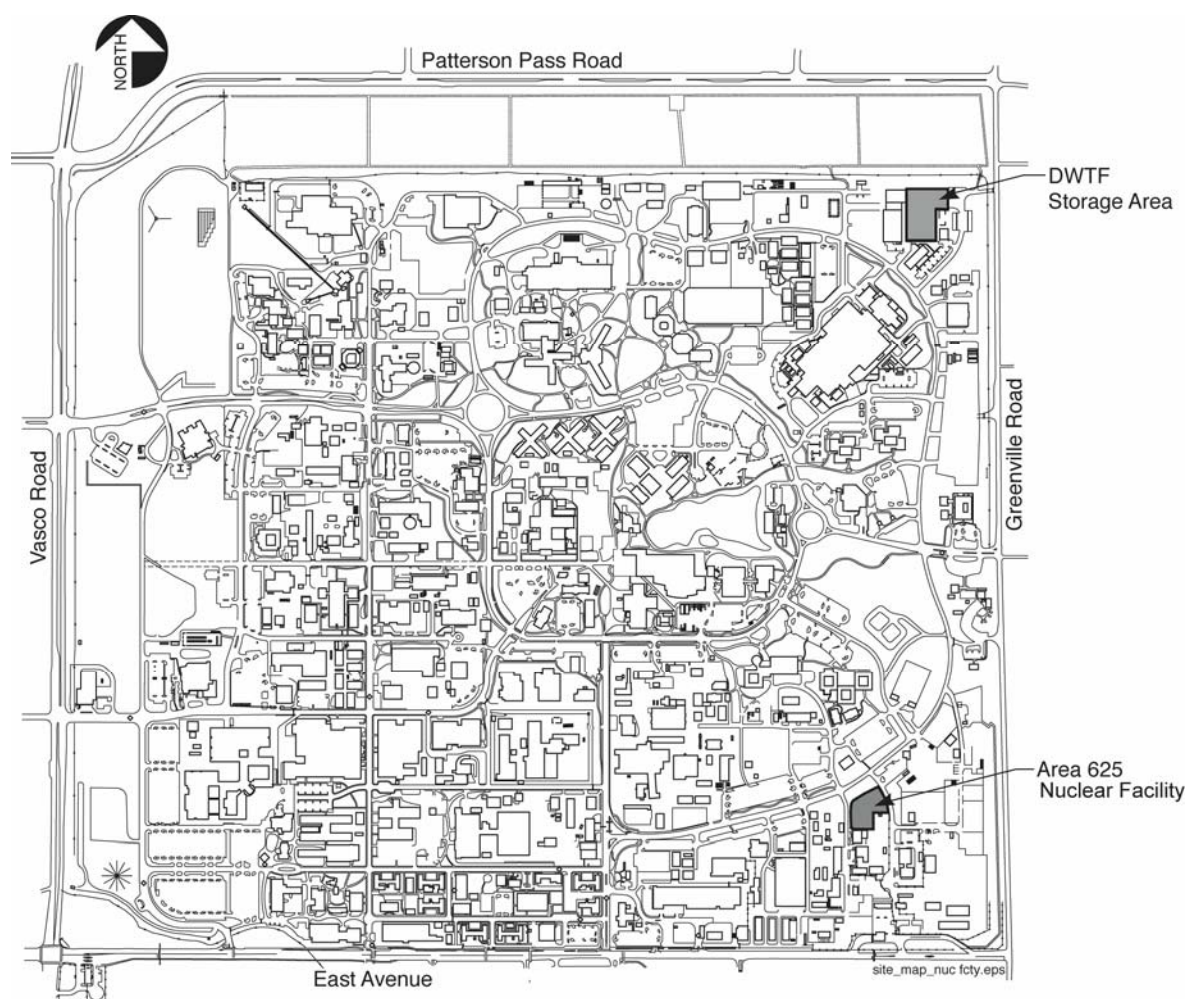 NORTH
Patterson Pass Road
DWTF
Storage Area
Vasco Road
Greenville Road
Area 625
Nuclear Facility
East Avenue
site_map_nuc fcty.eps